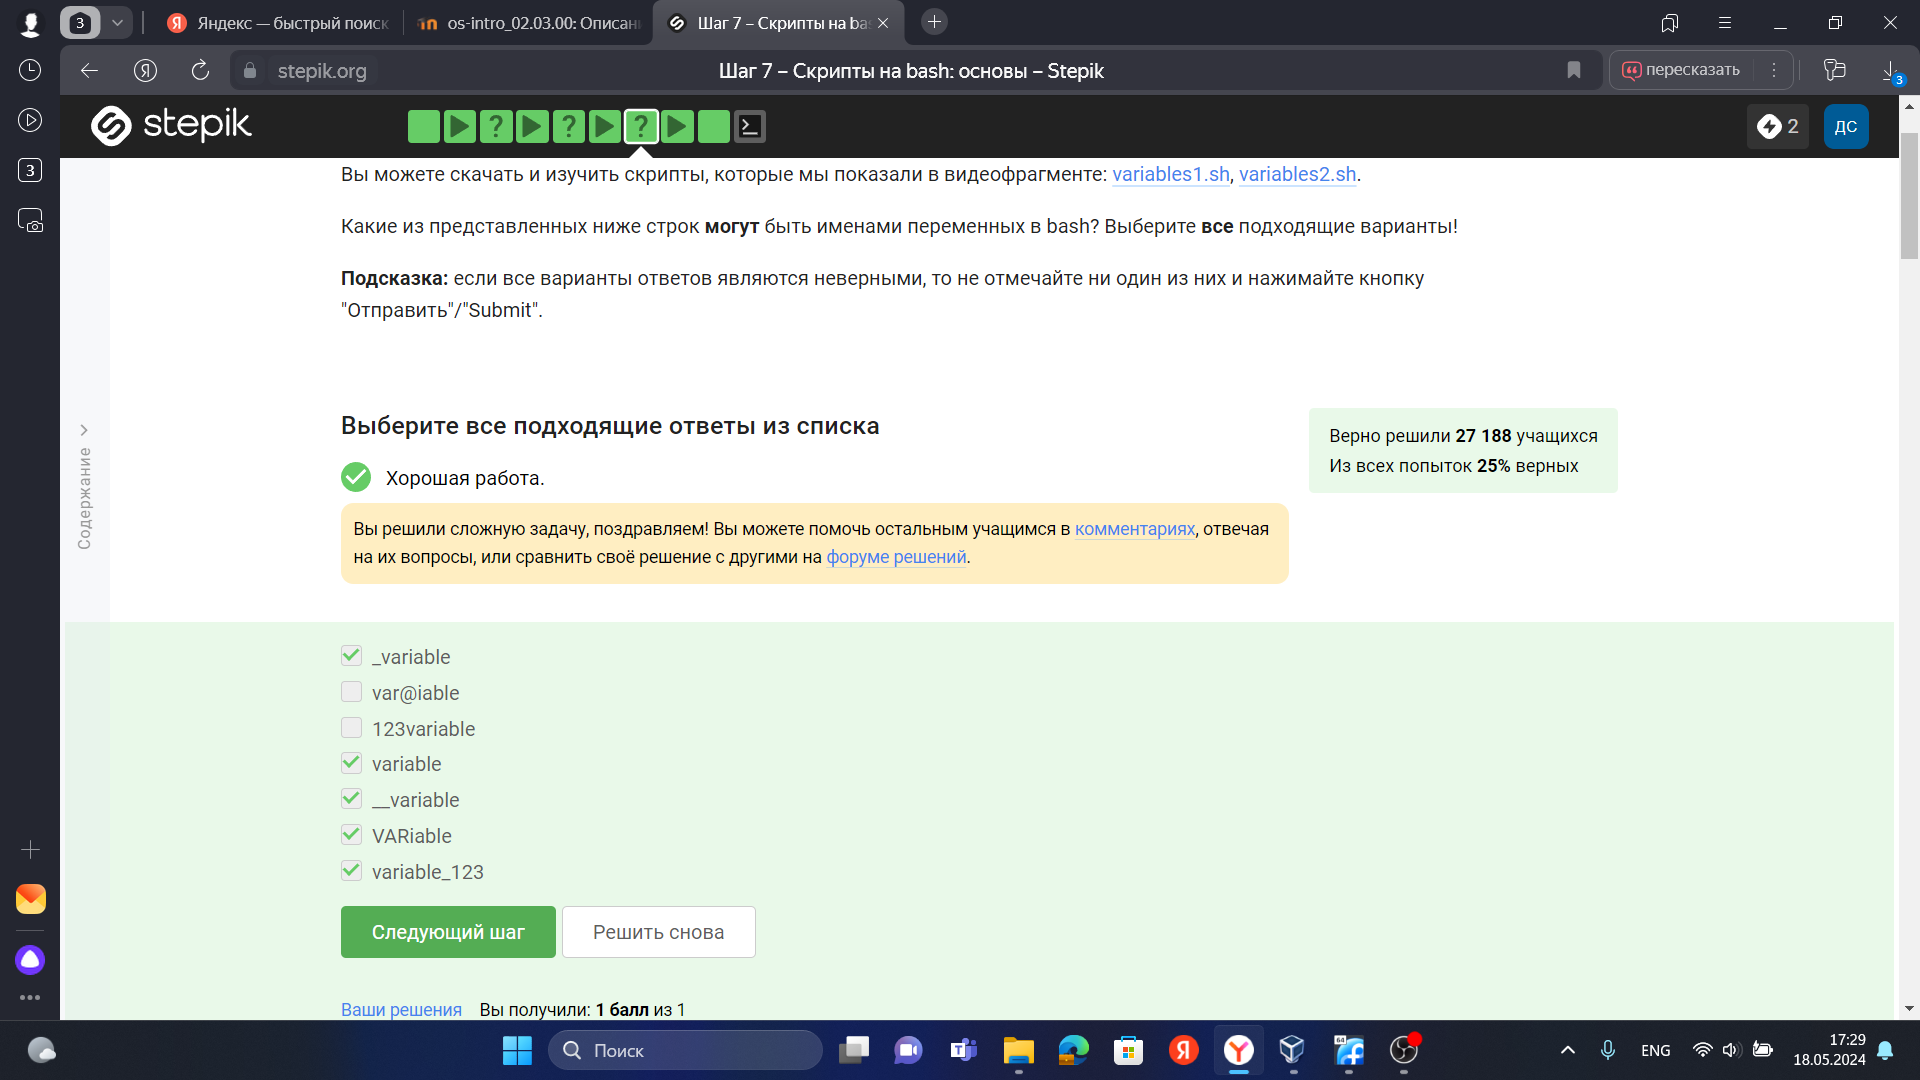 3
Яндекс — быстрый поиск
os-intro_02.03.00: Описан
Шаг 7 – Скрипты на ba
stepik.org
Шаг 7 – Скрипты на bash: основы – Stepik
пересказать
3
3
stepik
2
ДС
Вы можете скачать и изучить скрипты, которые мы показали в видеофрагменте: variables1.sh, variables2.sh.
Какие из представленных ниже строк могут быть именами переменных в bash? Выберите все подходящие варианты!
Подсказка: если все варианты ответов являются неверными, то не отмечайте ни один из них и нажимайте кнопку
"Отправить"/"Submit".
Содержание
Выберите все подходящие ответы из списка
Верно решили 27 188 учащихся
Из всех попыток 25% верных
Хорошая работа.
Вы решили сложную задачу, поздравляем! Вы можете помочь остальным учащимся в комментариях, отвечая
на их вопросы, или сравнить своё решение с другими на форуме решений.
_variable
var@iable
123variable
variable
__variable
VARiable
variable_123
Следующий шаг
Решить снова
Ваши решения Вы получили: 1 балл из 1
Поиск
ENG
17:29
18.05.2024